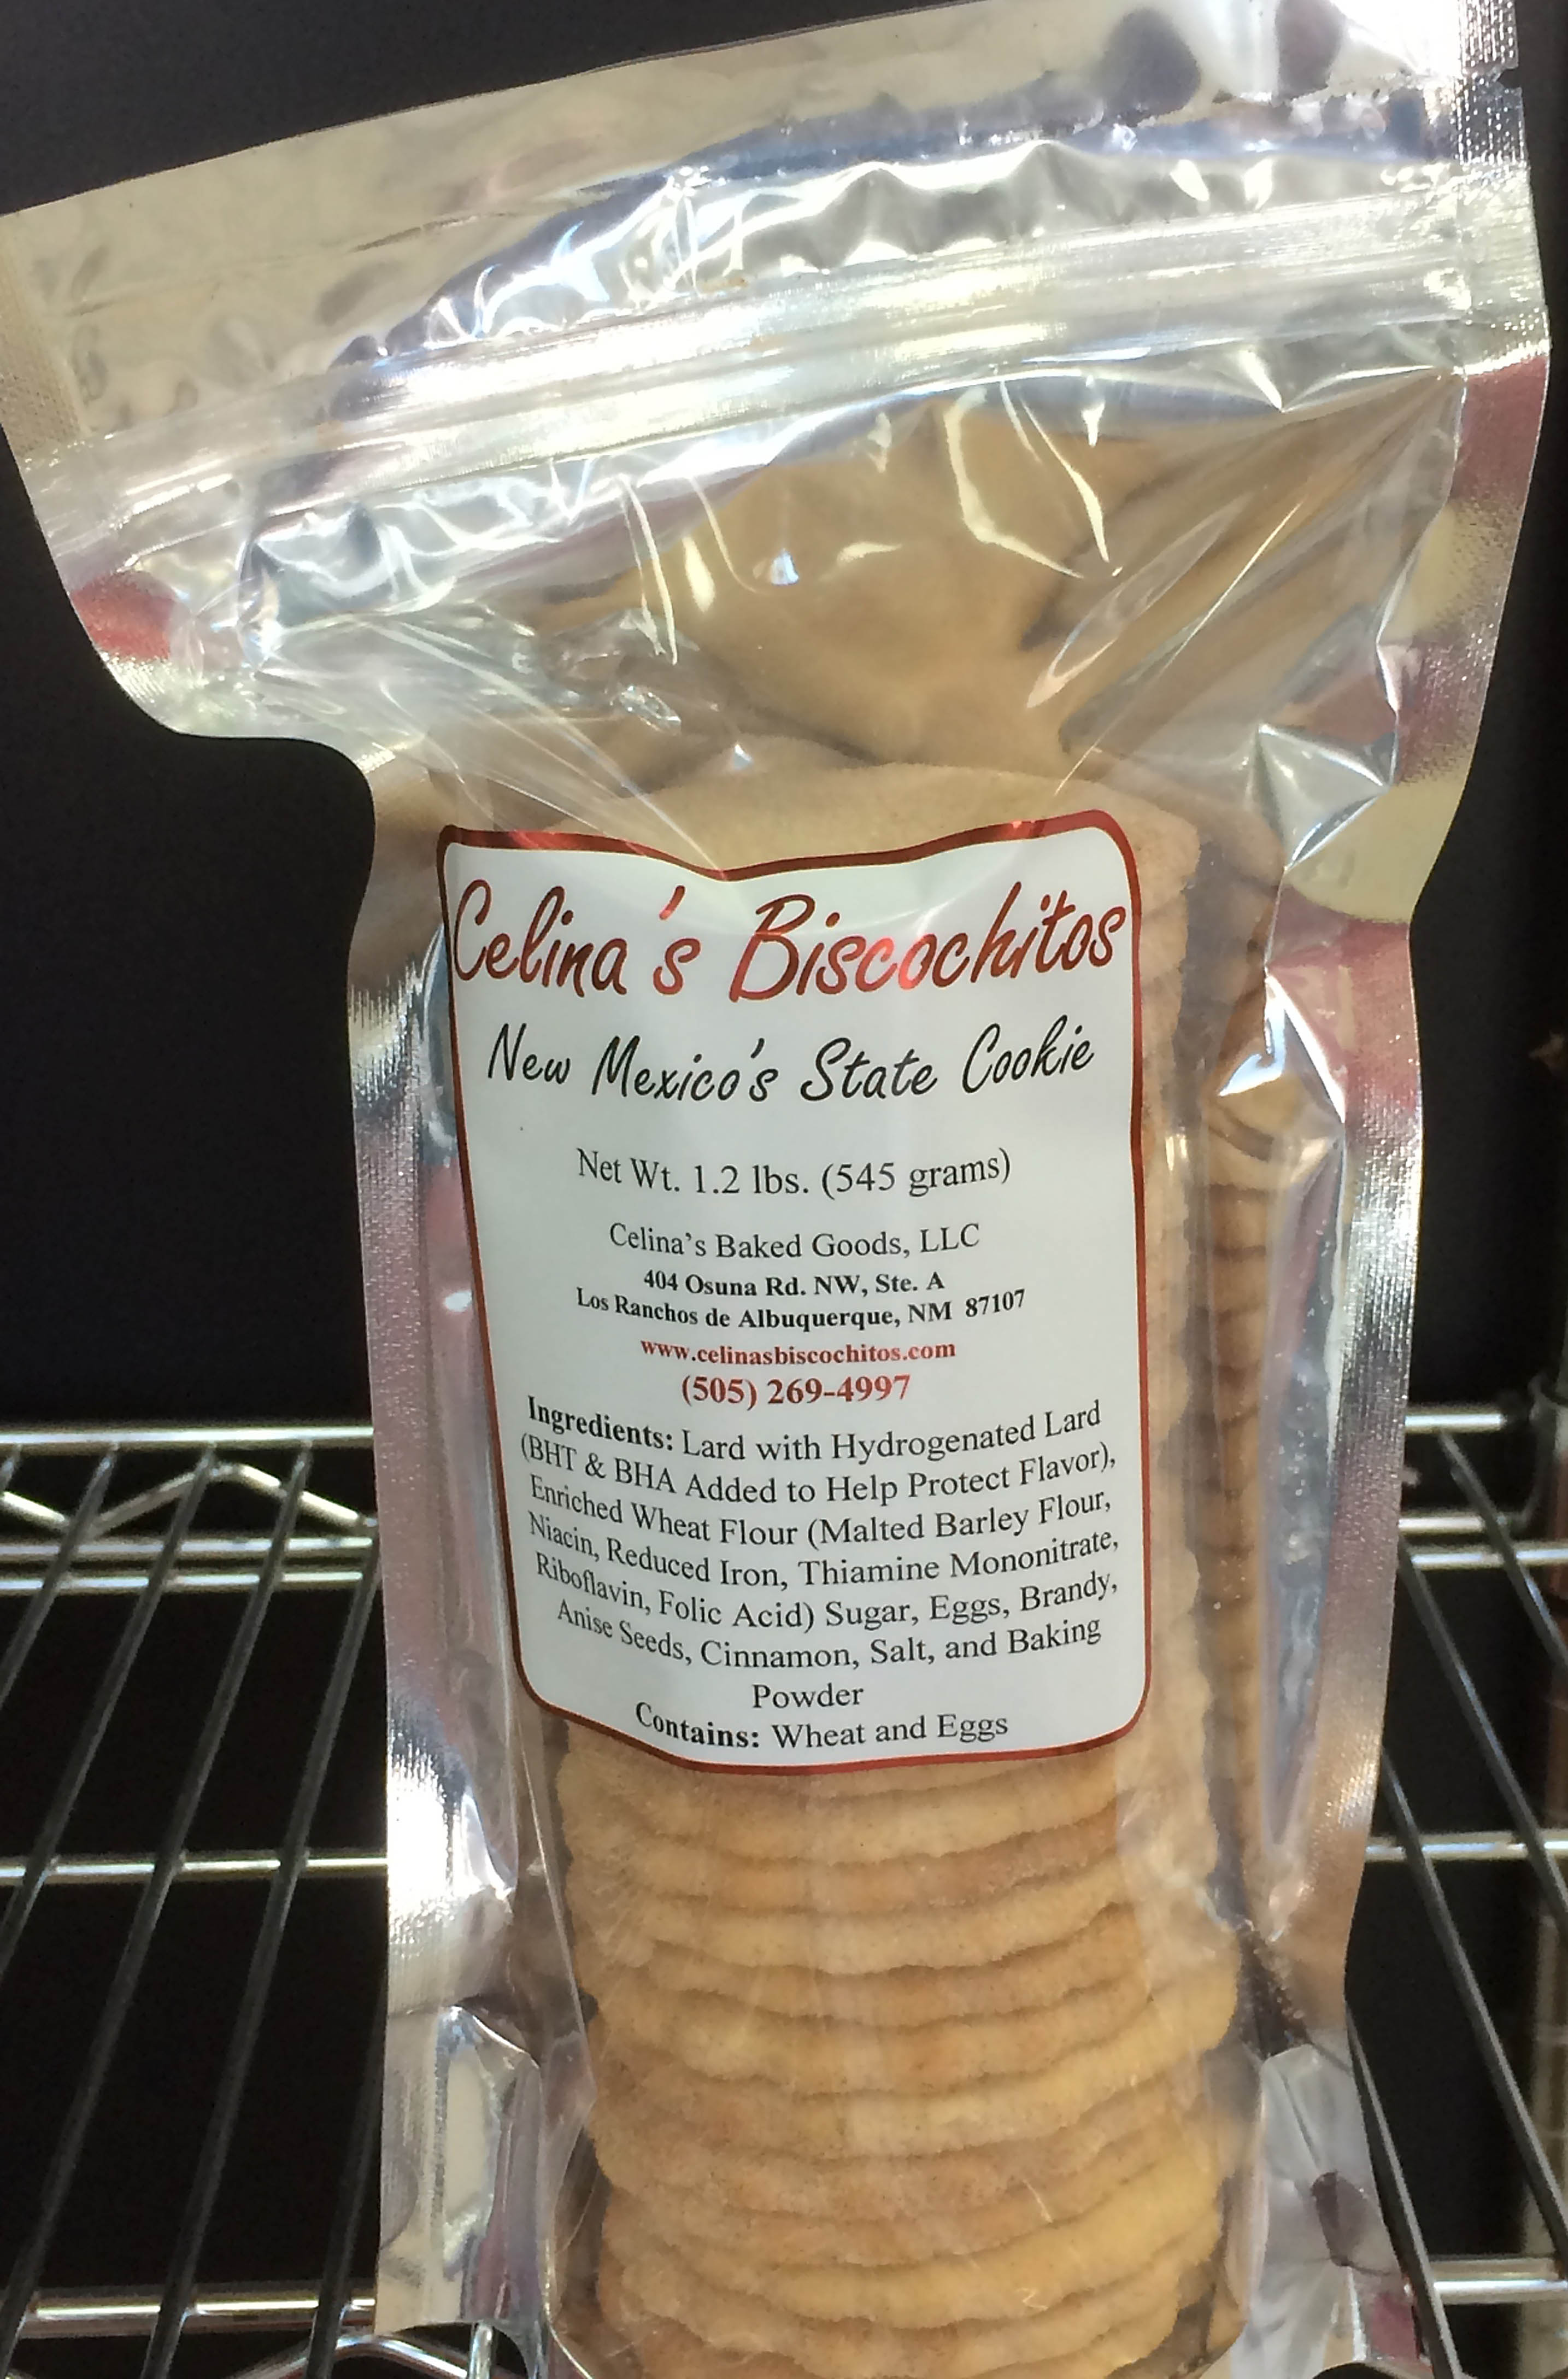 Celina's Biscochitos
New Mexico's State Cookie
Net Wt. 1.2 lbs. (545 grams)
Celina's Baked Goods, LLC
404 Osuna Rd. NW, Ste. A
Los Ranchos de Albuquerque, NM 87107
www.celinasbiscochitos.com
(505) 269-4997
Ingredients: Lard with Hydrogenated Lard
(BHT & BHA Added to Help Protect Flavor),
Enriched Wheat Flour (Malted Barley Flour,
Niacin, Reduced Iron, Thiamine Mononitrate,
Riboflavin, Folic Acid) Sugar, Eggs, Brandy,
Anise Seeds, Cinnamon, Salt, and Baking
Powder
Contains: Wheat and Eggs